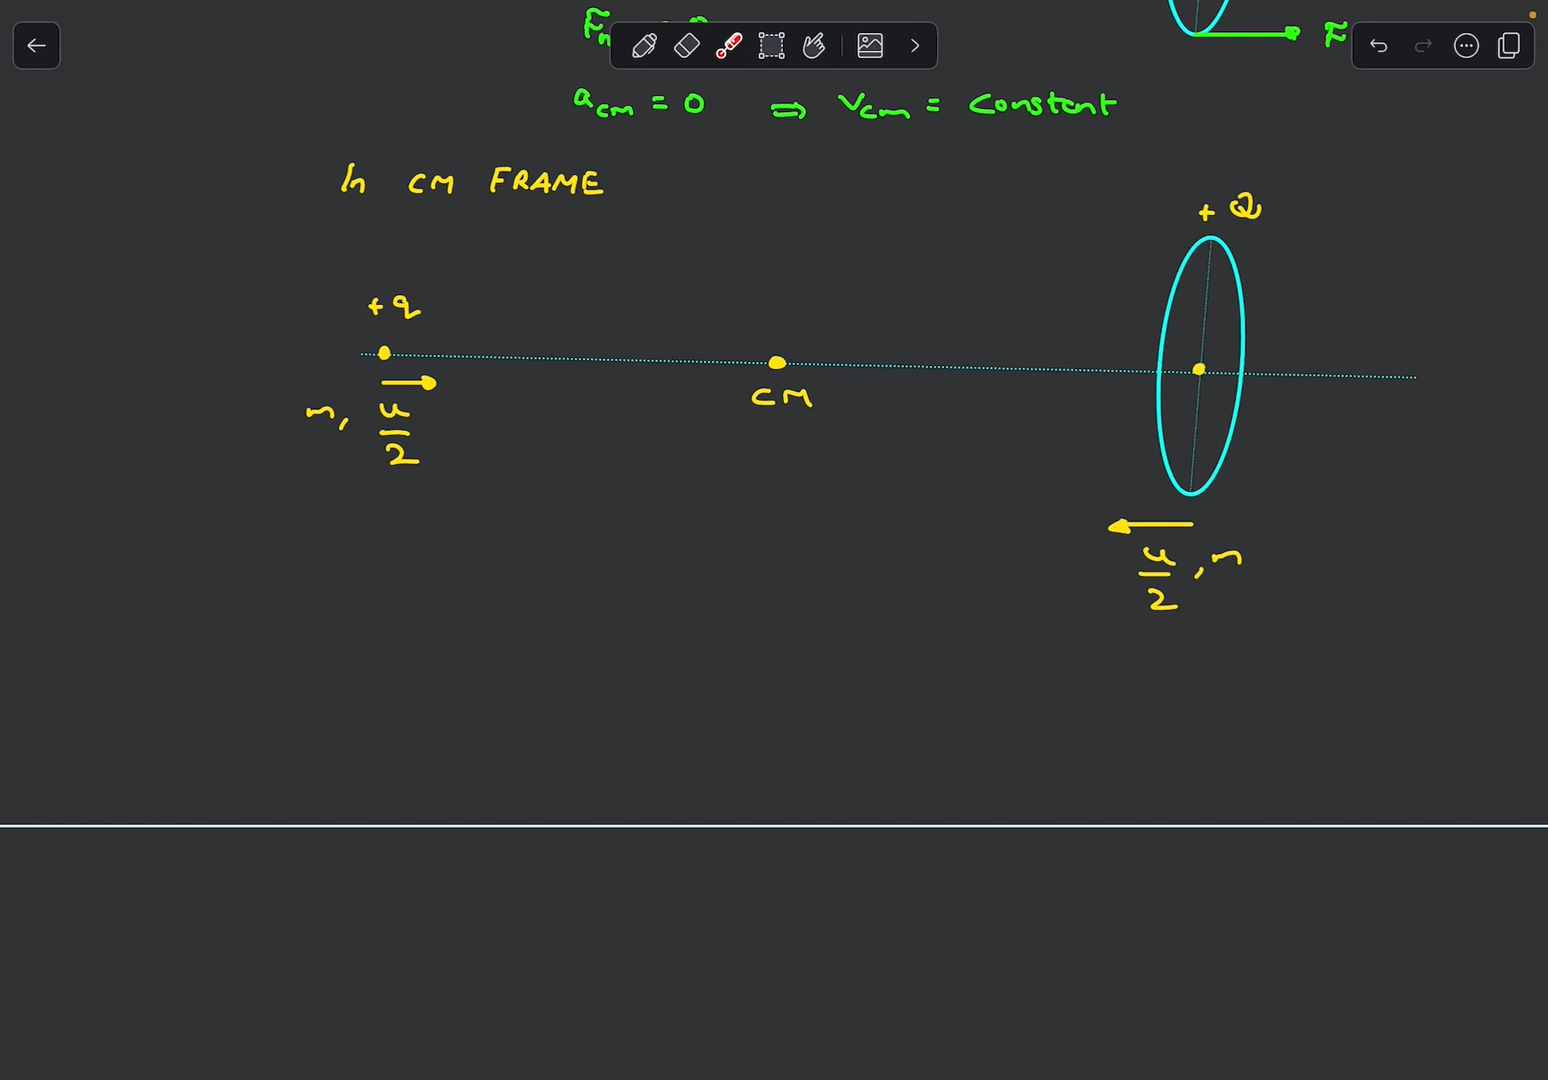 F
a_cm = 0 ⇒ v_cm = Constant
In CM FRAME
+ Q
+ q
CM
m, u/2
u/2 , m